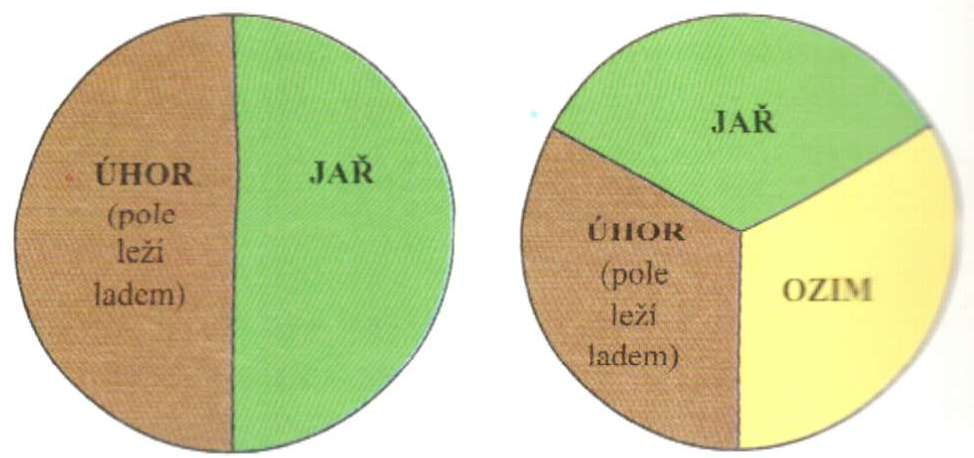 ÚHOR
(pole
leží
ladem)
JAŘ
JAŘ
ÚHOR
(pole
leží
ladem)
OZIM